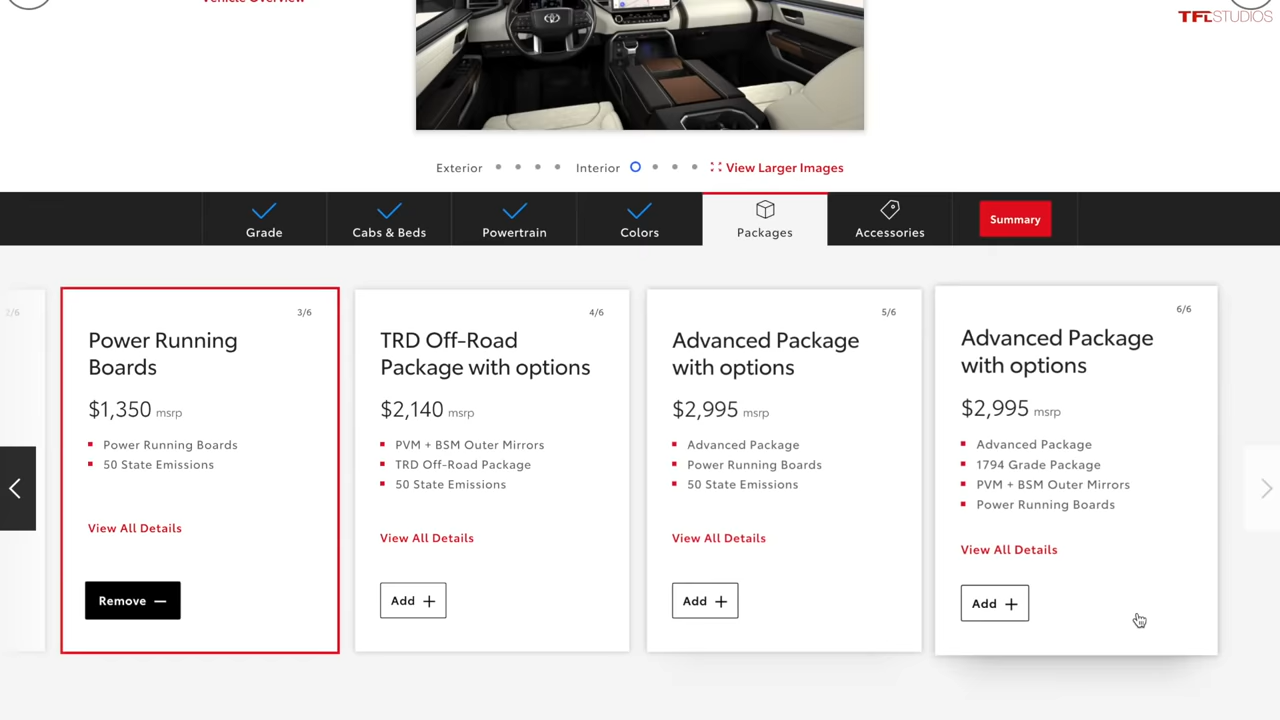 Vehicle Overview
TFLSTUDIOS
Exterior
Interior
View Larger Images
Grade
Cabs & Beds
Powertrain
Colors
Packages
Accessories
Summary
2/6
3/6
Power Running
Boards
$1,350 msrp
Power Running Boards
50 State Emissions
View All Details
Remove
4/6
TRD Off-Road
Package with options
$2,140 msrp
PVM + BSM Outer Mirrors
TRD Off-Road Package
50 State Emissions
View All Details
Add +
5/6
Advanced Package
with options
$2,995 msrp
Advanced Package
Power Running Boards
50 State Emissions
View All Details
Add +
6/6
Advanced Package
with options
$2,995 msrp
Advanced Package
1794 Grade Package
PVM + BSM Outer Mirrors
Power Running Boards
View All Details
Add +